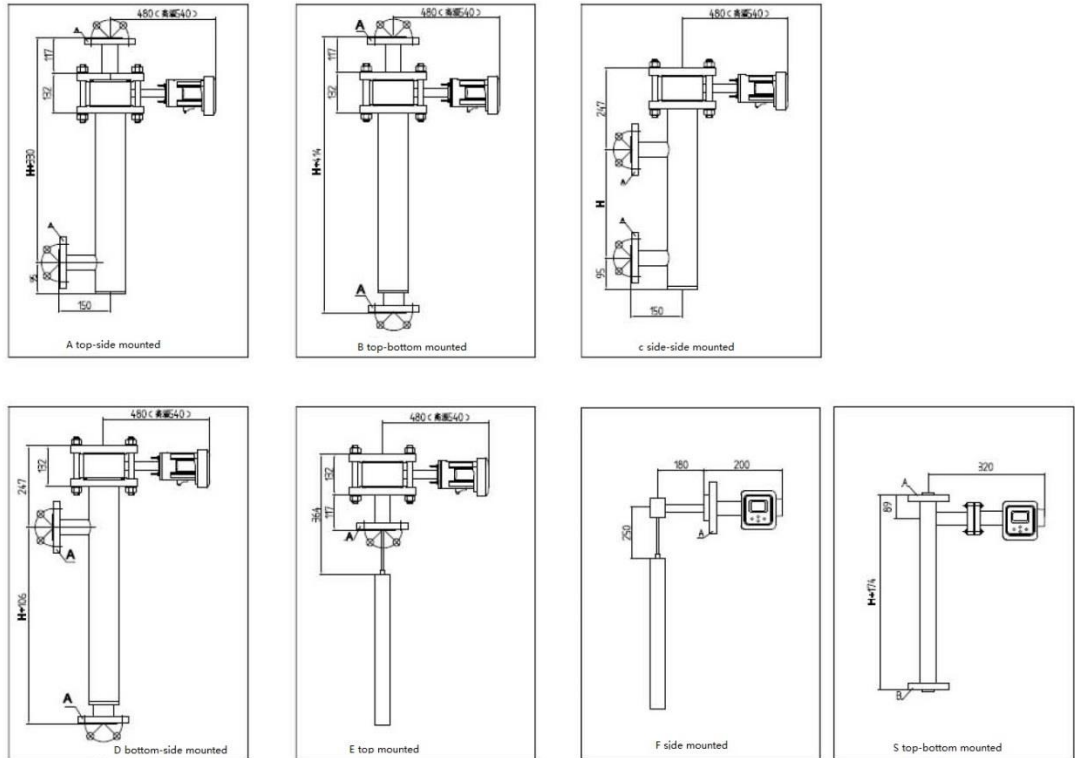 480(高温540)
A
117
132
H+330
A
95
150
A top-side mounted
480(高温540)
A
117
132
H+414
A
B top-bottom mounted
480(高温540)
247
A
H
A
95
150
c side-side mounted
480(高温540)
132
247
A
H+106
A
D bottom-side mounted
480(高温540)
132
364
117
A
E top mounted
180
200
A
250
F side mounted
320
A
89
H+174
B
S top-bottom mounted